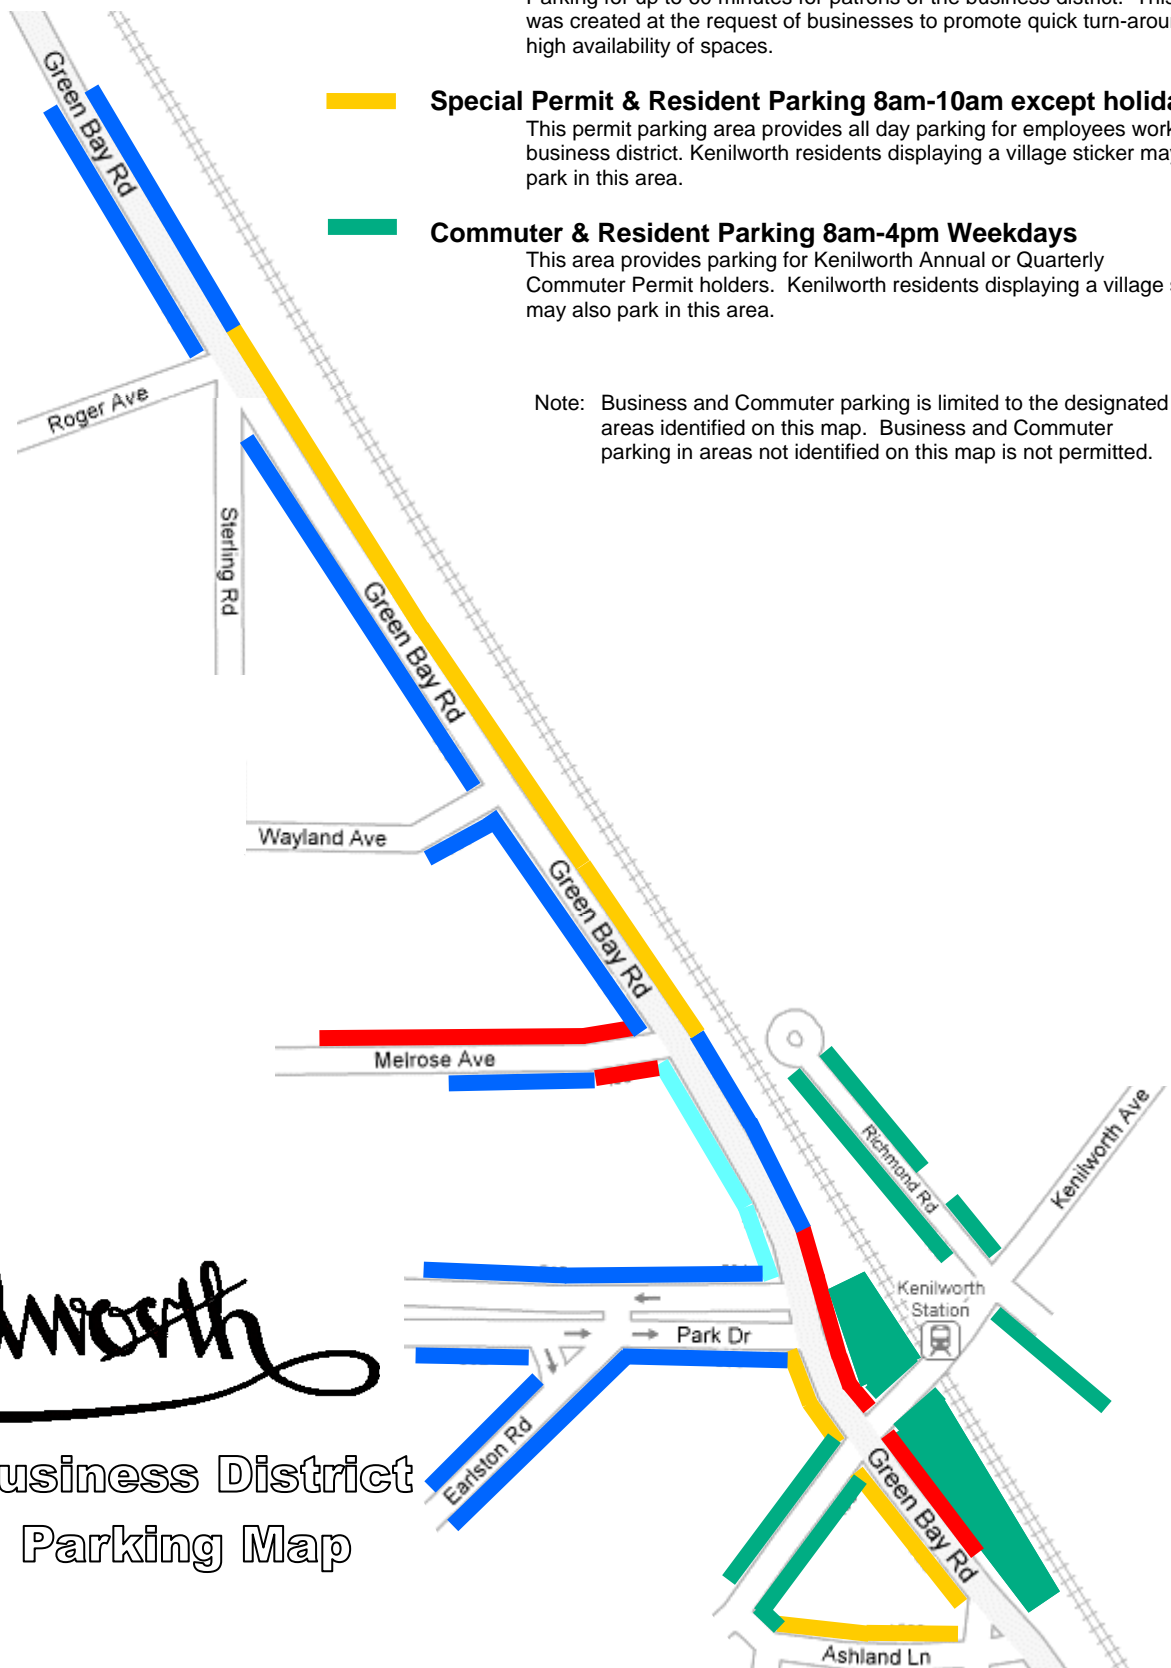 was created at the request of businesses to promote quick
high availability of spaces.
Special Permit & Resident Parking 8am-10am except
This permit parking area provides all day parking for employees
business district. Kenilworth residents displaying a village sticker
park in this area.
Commuter & Resident Parking 8am-4pm Weekdays
This area provides parking for Kenilworth Annual or Quarterly
Commuter Permit holders. Kenilworth residents displaying a village
may also park in this area.
Note: Business and Commuter parking is limited to the designated
areas identified on this map. Business and Commuter
parking in areas not identified on this map is not permitted.
Green Bay Rd
Roger Ave
Sterling Rd
Green Bay Rd
Wayland Ave
Green Bay Rd
Melrose Ave
Richmond Rd
Kenilworth Ave
Kenilworth
Station
Park Dr
Earlston Rd
Green Bay Rd
Ashland Ln
usiness District
Parking Map